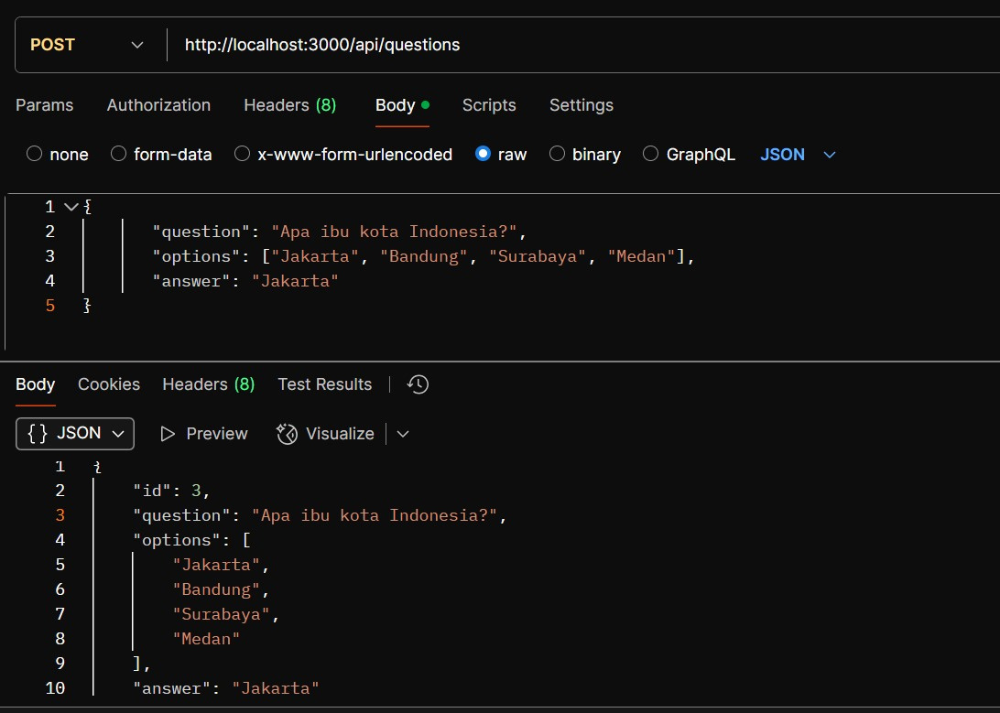 POST http://localhost:3000/api/questions
Params Authorization Headers (8) Body Scripts Settings
none form-data x-www-form-urlencoded raw binary GraphQL JSON
1 {
2 "question": "Apa ibu kota Indonesia?",
3 "options": ["Jakarta", "Bandung", "Surabaya", "Medan"],
4 "answer": "Jakarta"
5 }
Body Cookies Headers (8) Test Results
{} JSON Preview Visualize
1 {
2 "id": 3,
3 "question": "Apa ibu kota Indonesia?",
4 "options": [
5 "Jakarta",
6 "Bandung",
7 "Surabaya",
8 "Medan"
9 ],
10 "answer": "Jakarta"